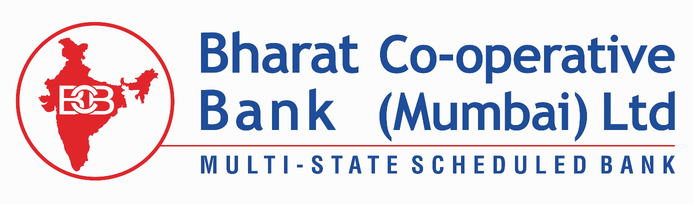 BCB
Bharat Co-operative
Bank (Mumbai) Ltd
MULTI-STATE SCHEDULED BANK